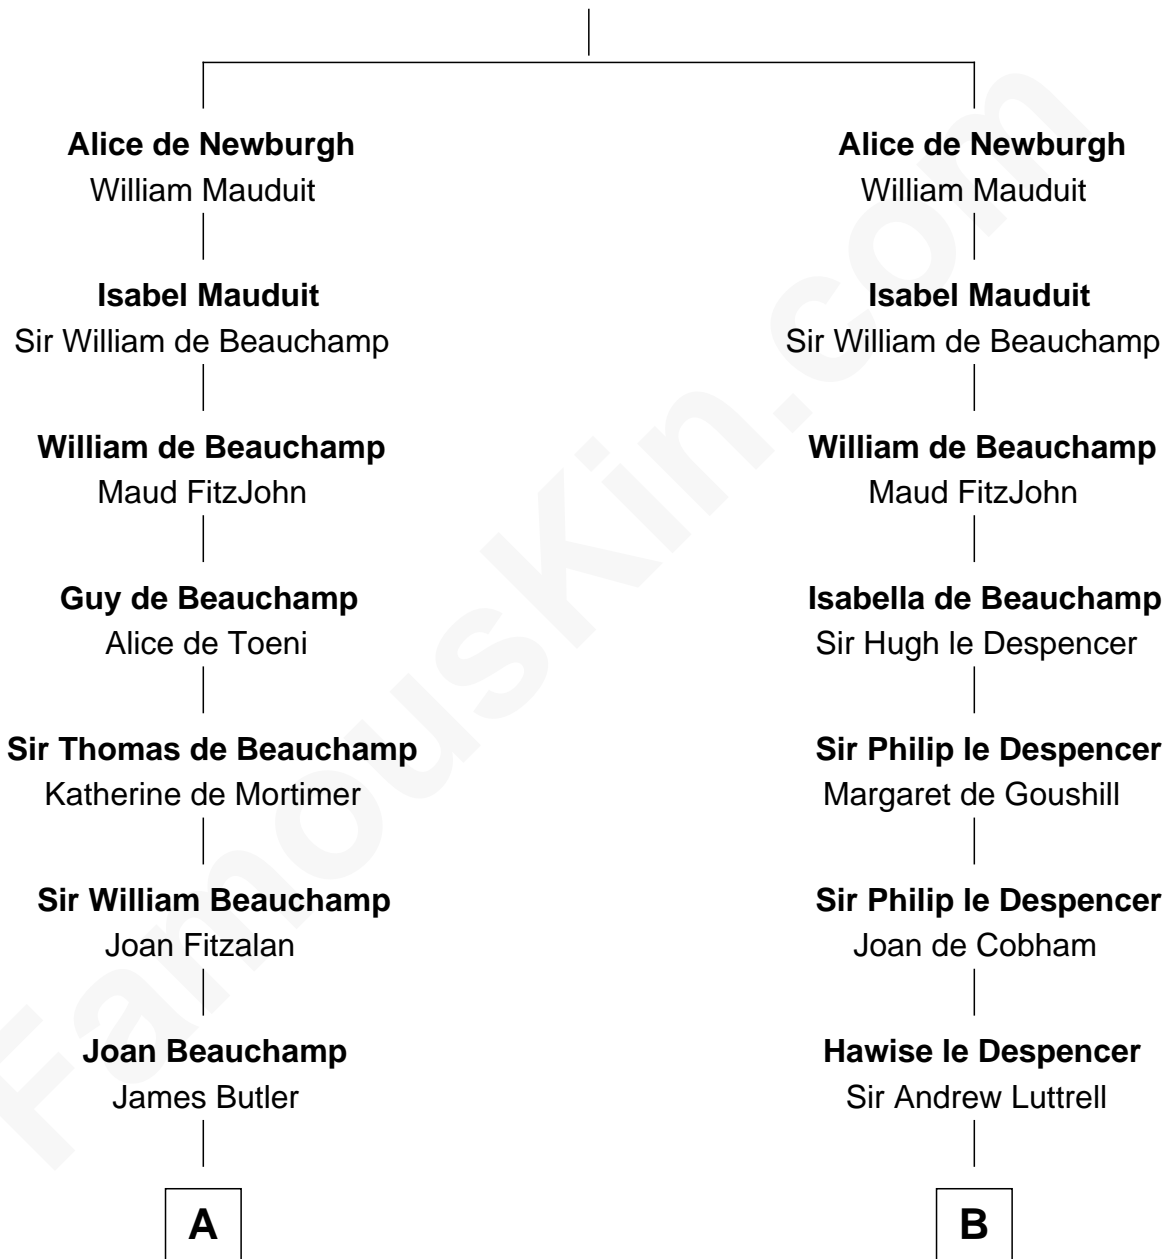 Alice de Newburgh
William Mauduit
Isabel Mauduit
Sir William de Beauchamp
William de Beauchamp
Maud FitzJohn
Guy de Beauchamp
Alice de Toeni
Sir Thomas de Beauchamp
Katherine de Mortimer
Sir William Beauchamp
Joan Fitzalan
Joan Beauchamp
James Butler
A
Alice de Newburgh
William Mauduit
Isabel Mauduit
Sir William de Beauchamp
William de Beauchamp
Maud FitzJohn
Isabella de Beauchamp
Sir Hugh le Despencer
Sir Philip le Despencer
Margaret de Goushill
Sir Philip le Despencer
Joan de Cobham
Hawise le Despencer
Sir Andrew Luttrell
B
FamousKin.com